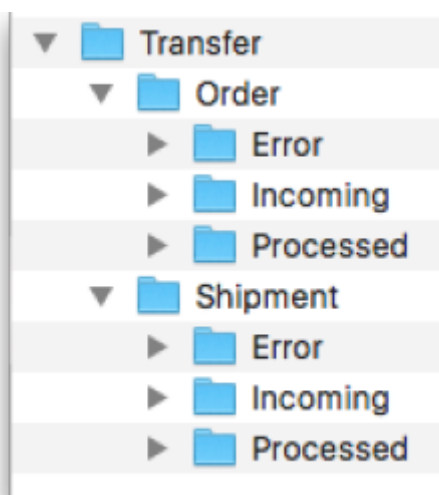 Transfer
Order
Error
Incoming
Processed
Shipment
Error
Incoming
Processed